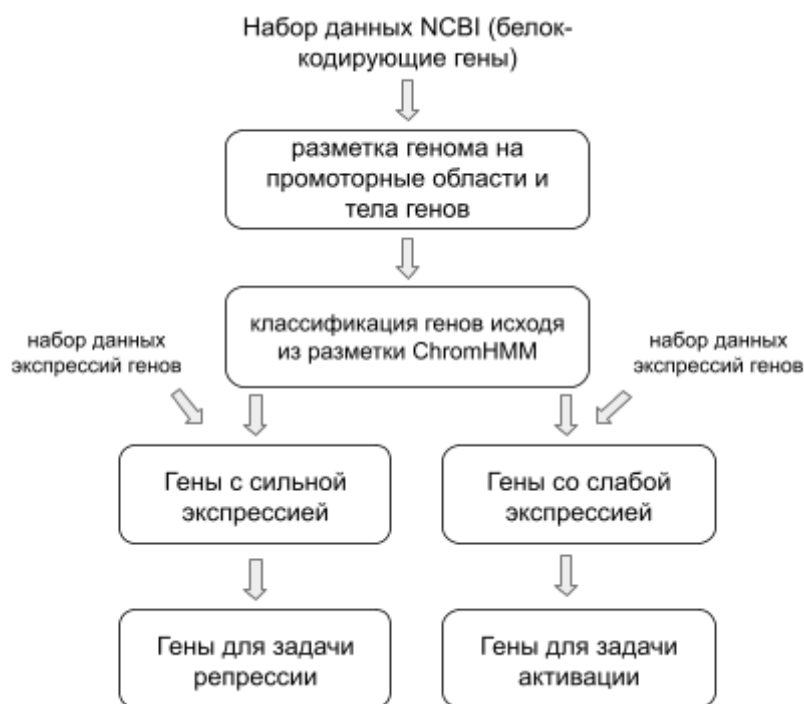 Набор данных NCBI (белок-
кодирующие гены)
разметка генома на
промоторные области и
тела генов
классификация генов исходя
из разметки ChromHMM
набор данных
экспрессий генов
набор данных
экспрессий генов
Гены с сильной
экспрессией
Гены со слабой
экспрессией
Гены для задачи
репрессии
Гены для задачи
активации